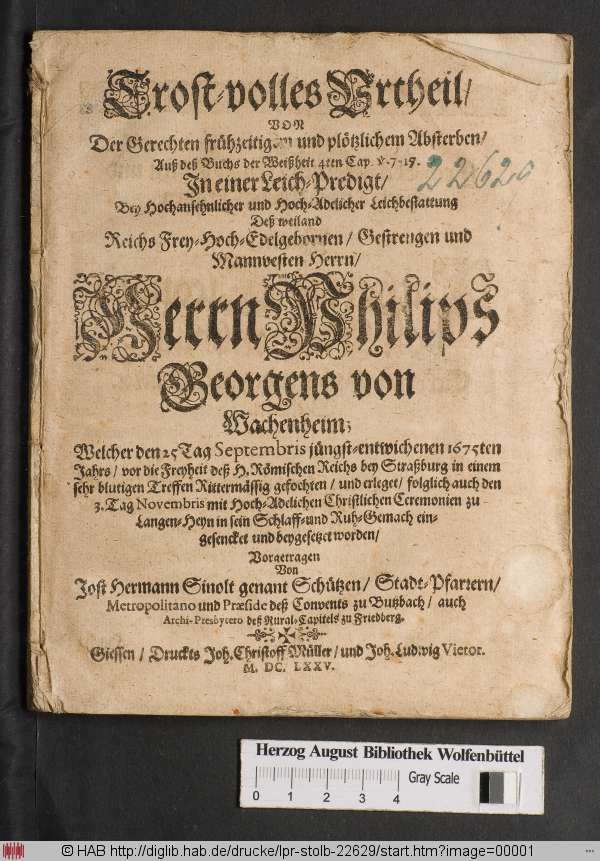 Trost-volles Vrtheil/
VON
Der Gerechten frühzeitigem und plötzlichem Absterben/
Auß deß Buchs der Weißheit 4ten Cap. v. 7-15.
22620
In einer Leich-Predigt/
Bey Hochansehnlicher und Hoch-Adelicher Leichbestattung
Deß weiland
Reichs Frey-Hoch-Edelgebornen/ Gestrengen und
Mannvesten Herrn/
Herrn Philips
Georgens von
Wachenheim;
Welcher den 25 Tag Septembris jüngst-entwichenen 1675ten
Jahrs/ vor die Freyheit deß H. Römischen Reichs bey Straßburg in einem
sehr blutigen Treffen Rittermässig gefochten/ und erleget/ folglich auch den
3. Tag Novembris mit Hoch-Adelichen Christlichen Ceremonien zu
Langen-Heyn in sein Schlaff-und Ruh-Gemach ein-
gesencket und beygesetzet worden/
Vorgetragen
Von
Jost Hermann Sinolt genant Schützen/ Stadt-Pfarrern/
Metropolitano und Præside deß Convents zu Butzbach/ auch
Archi-Presbytero deß Rural-Capitels zu Friedberg.
Giessen/ Druckts Joh. Christoff Müller/ und Joh. Ludwig Vietor.
M. DC. LXXV.
Herzog August Bibliothek Wolfenbüttel
Gray Scale
0 1 2 3 4
© HAB http://diglib.hab.de/drucke/lpr-stolb-22629/start.htm?image=00001